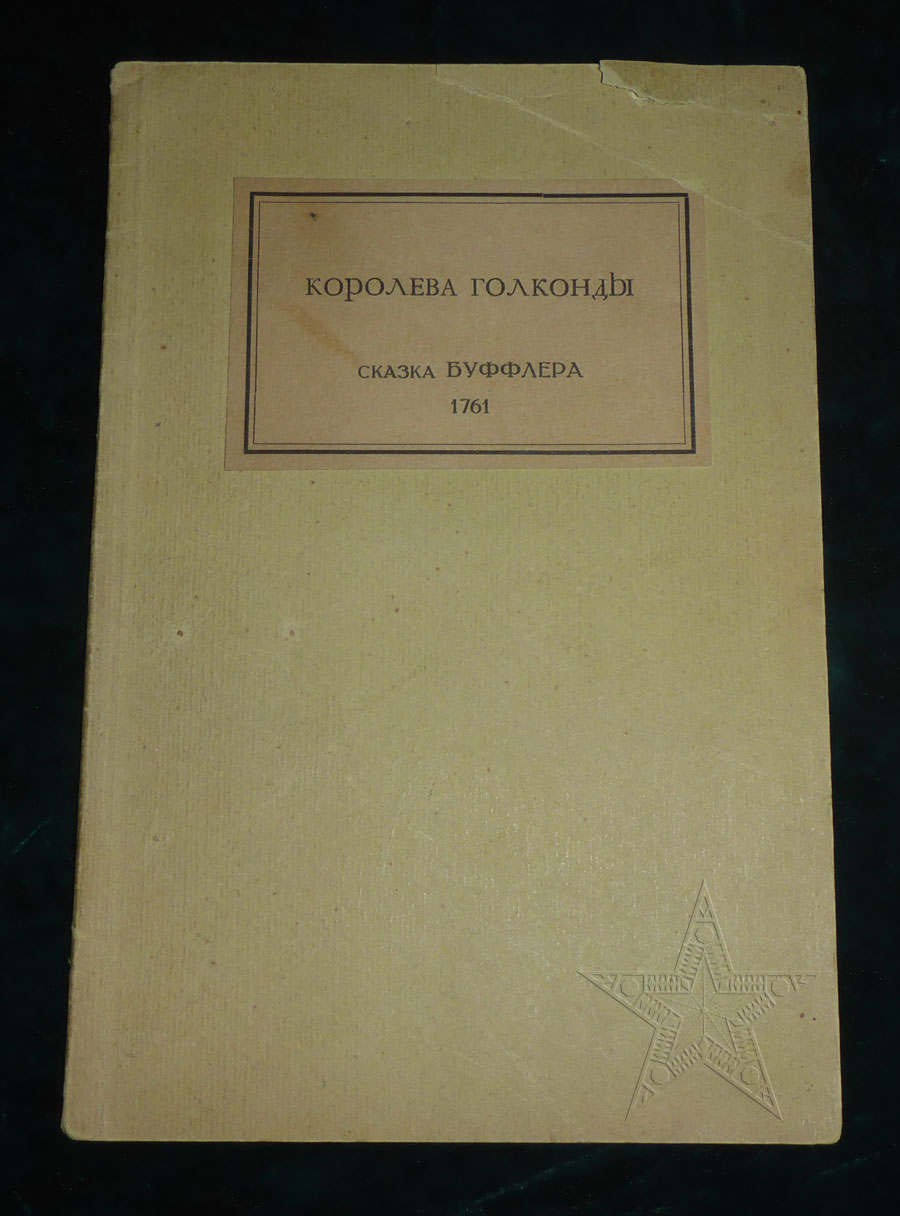 КОРОЛЕВА ГОЛКОНДЫ
СКАЗКА БУФФЛЕРА
1761